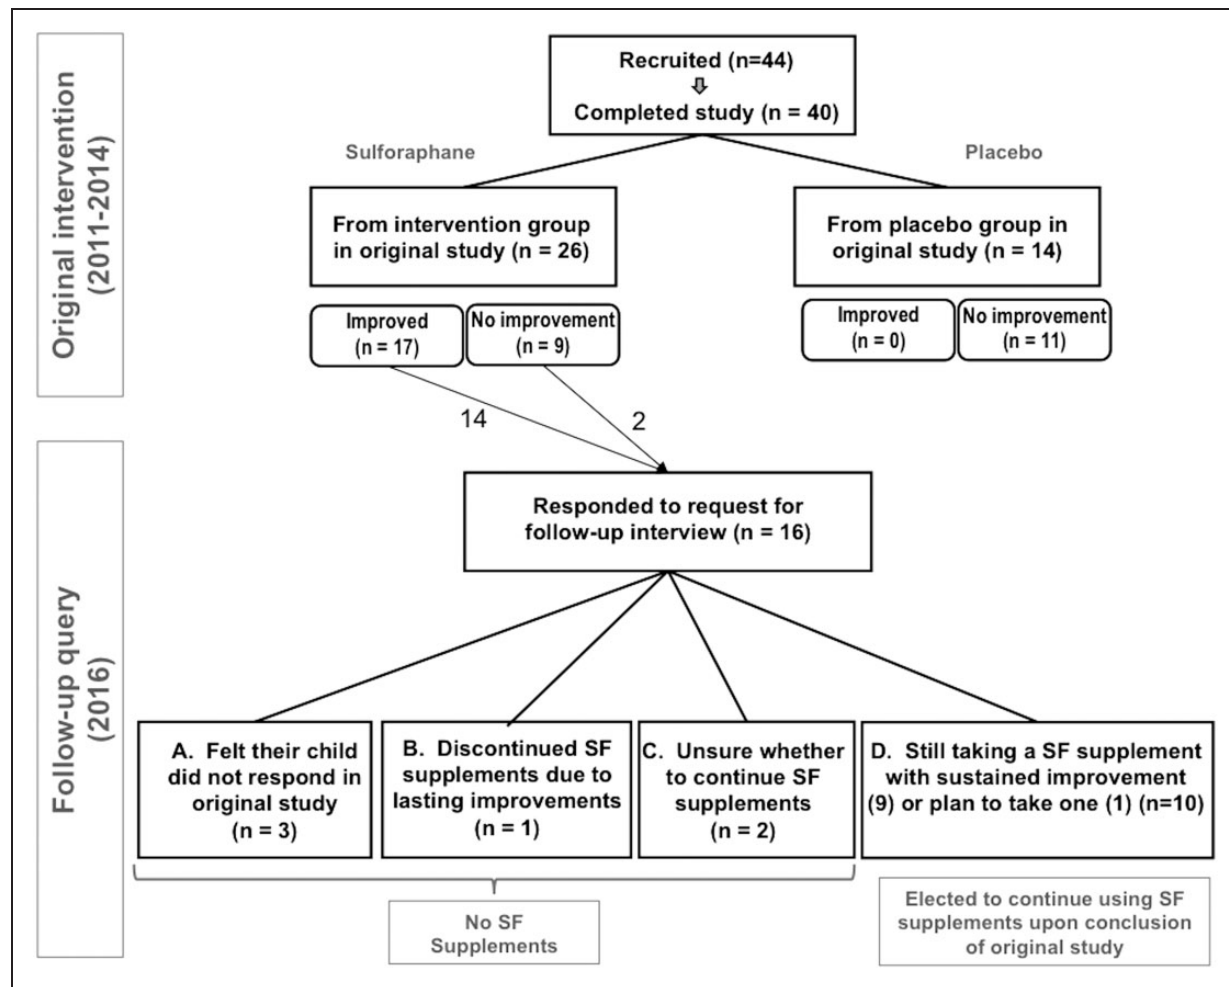 Original intervention
(2011-2014)
Recruited (n=44)
Completed study (n = 40)
Sulforaphane
Placebo
From intervention group
in original study (n = 26)
From placebo group in
original study (n = 14)
Improved
(n = 17)
No improvement
(n = 9)
Improved
(n = 0)
No improvement
(n = 11)
14
2
Follow-up query
(2016)
Responded to request for
follow-up interview (n = 16)
A. Felt their child
did not respond in
original study
(n = 3)
B. Discontinued SF
supplements due to
lasting improvements
(n = 1)
C. Unsure whether
to continue SF
supplements
(n = 2)
D. Still taking a SF supplement
with sustained improvement
(9) or plan to take one (1) (n=10)
No SF
Supplements
Elected to continue using SF
supplements upon conclusion
of original study